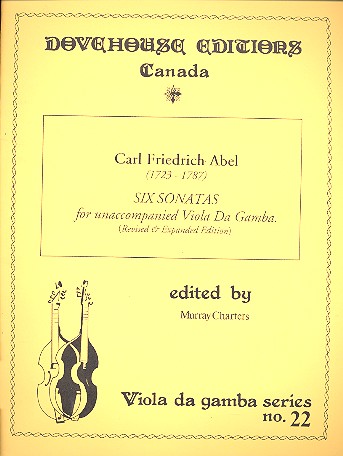 DOVEHOUSE EDITIONS
Canada
Carl Friedrich Abel
(1723 - 1787)
SIX SONATAS
for unaccompanied Viola Da Gamba.
(Revised & Expanded Edition)
edited by
Murray Charters
Viola da gamba series
no. 22